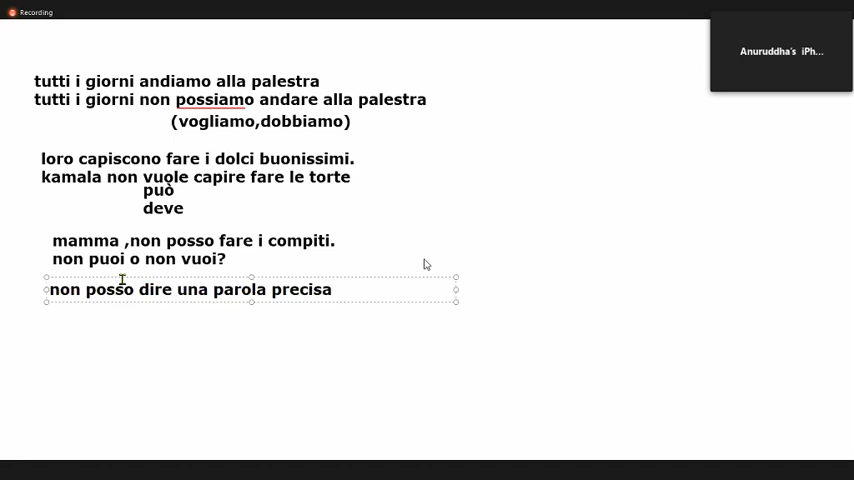 Recording
Anuruddha's iPh...
tutti i giorni andiamo alla palestra
tutti i giorni non possiamo andare alla palestra
(vogliamo,dobbiamo)
loro capiscono fare i dolci buonissimi.
kamala non vuole capire fare le torte
può
deve
mamma ,non posso fare i compiti.
non puoi o non vuoi?
non posso dire una parola precisa